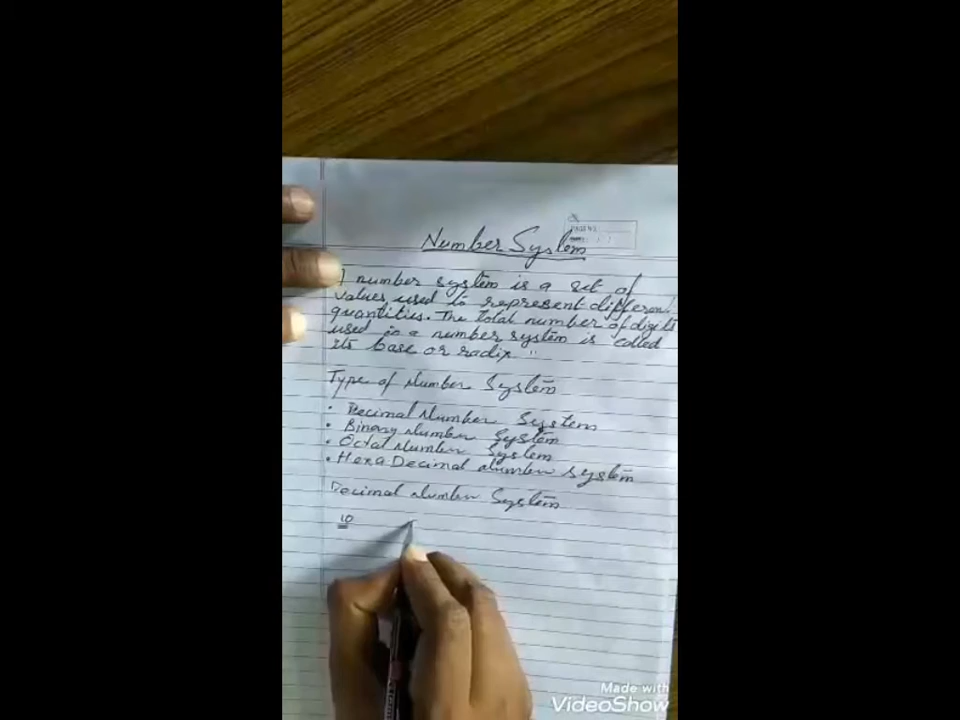 Number System
A number system is a set of
values used to represent different
quantities. The total number of digits
used in a number system is called
its base or radix "
Type of Number System
• Decimal Number System
• Binary Number System
• Octal Number System
• Hexa Decimal Number System
Decimal Number System
10
Made with
VideoShow